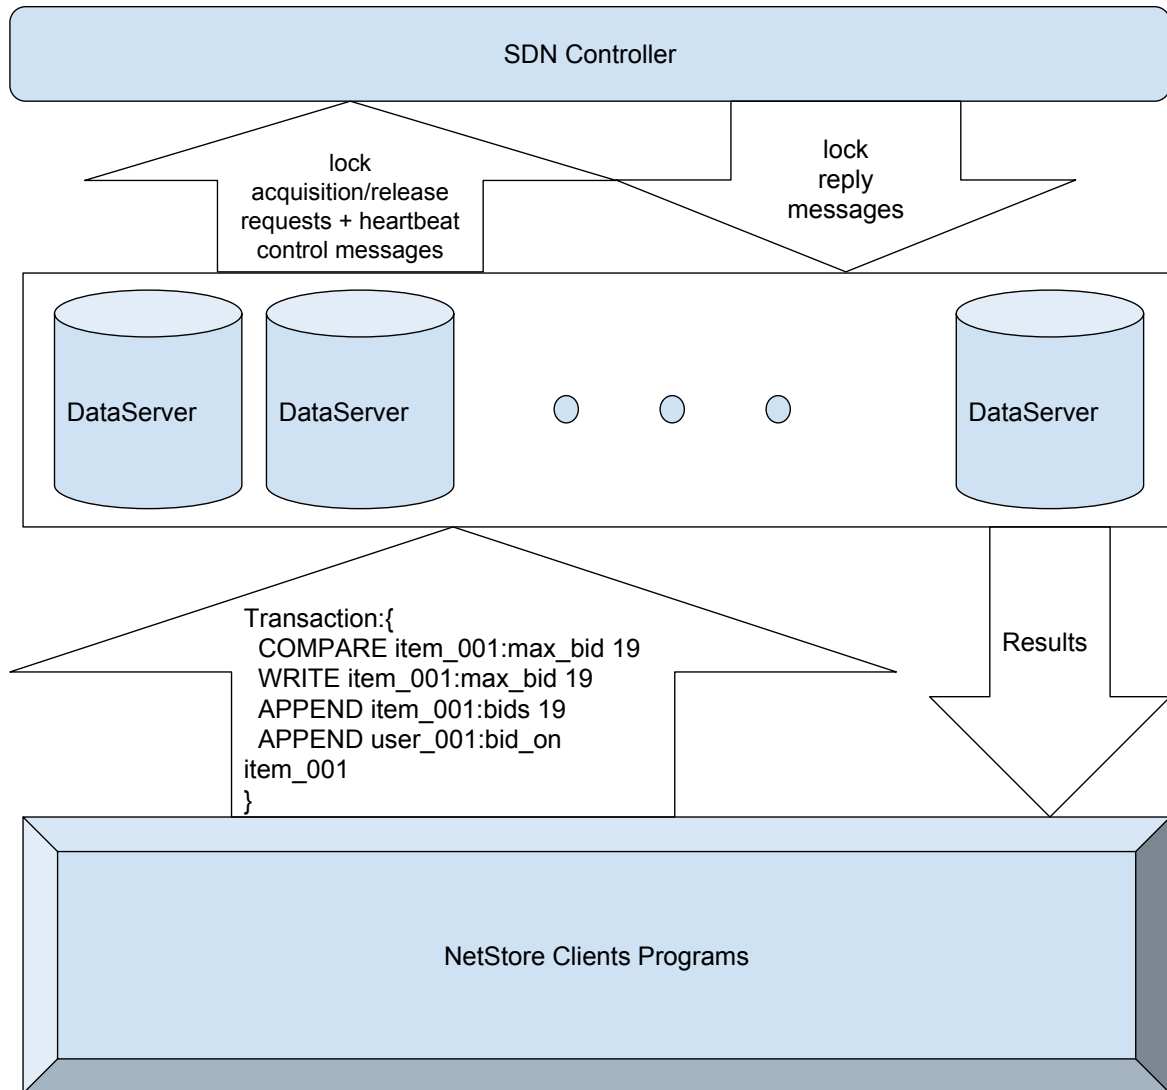 SDN Controller
lock
acquisition/release
requests + heartbeat
control messages
lock
reply
messages
DataServer
DataServer
DataServer
Transaction:{
COMPARE item_001:max_bid 19
WRITE item_001:max_bid 19
APPEND item_001:bids 19
APPEND user_001:bid_on
item_001
}
Results
NetStore Clients Programs